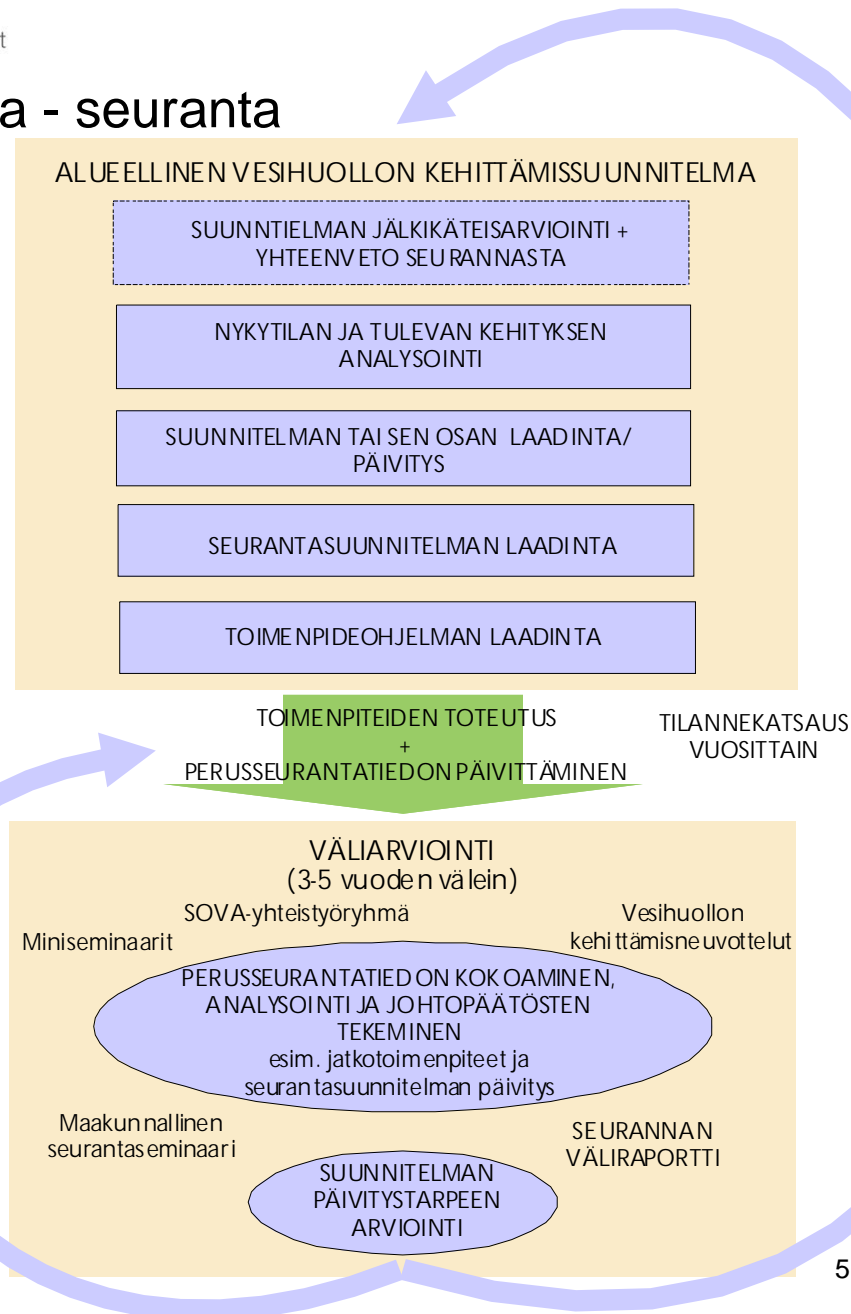 t
a - seuranta
ALUEELLINEN VESIHUOLLON KEHITTÄMISSUUNNITELMA
SUUNNTIELMAN JÄLKIKÄTEISARVIOINTI +
YHTEENVETO SEURANNASTA
NYKYTILAN JA TULEVAN KEHITYKSEN
ANALYSOINTI
SUUNNITELMAN TAI SEN OSAN LAADINTA/
PÄIVITYS
SEURANTASUUNNITELMAN LAADINTA
TOIMENPIDEOHJELMAN LAADINTA
TOIMENPITEIDEN TOTEUTUS
+
PERUSSEURANTATIEDON PÄIVITTÄMINEN
TILANNEKATSAUS
VUOSITTAIN
VÄLIARVIOINTI
(3-5 vuoden välein)
SOVA-yhteistyöryhmä
Miniseminaarit
Vesihuollon
kehittämisneuvottelut
PERUSSEURANTATIEDON KOKOAMINEN,
ANALYSOINTI JA JOHTOPÄÄTÖSTEN
TEKEMINEN
esim. jatkotoimenpiteet ja
seurantasuunnitelman päivitys
Maakunnallinen
seurantaseminaari
SEURANNAN
VÄLIRAPORTTI
SUUNNITELMAN
PÄIVITYSTARPEEN
ARVIOINTI
5